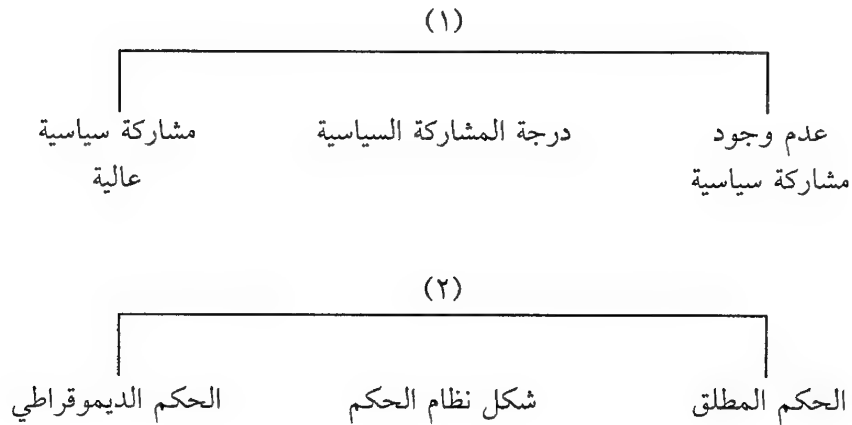 (١)
عدم وجود درجة المشاركة السياسية مشاركة سياسية
مشاركة سياسية عالية
(٢)
الحكم المطلق شكل نظام الحكم الحكم الديموقراطي